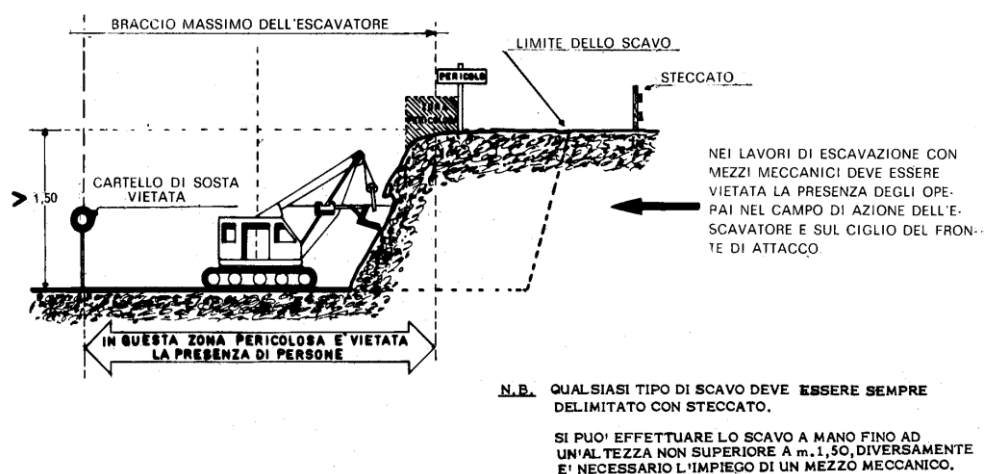 BRACCIO MASSIMO DELL'ESCAVATORE
LIMITE DELLO SCAVO
PERICOLO
STECCATO
ZONA
PERICOLOSA
> 1,50
CARTELLO DI SOSTA
VIETATA
NEI LAVORI DI ESCAVAZIONE CON
MEZZI MECCANICI DEVE ESSERE
VIETATA LA PRESENZA DEGLI OPE-
RAI NEL CAMPO DI AZIONE DELL'E-
SCAVATORE E SUL CIGLIO DEL FRON-
TE DI ATTACCO
IN QUESTA ZONA PERICOLOSA E' VIETATA
LA PRESENZA DI PERSONE
N.B. QUALSIASI TIPO DI SCAVO DEVE ESSERE SEMPRE
DELIMITATO CON STECCATO.
SI PUO' EFFETTUARE LO SCAVO A MANO FINO AD
UN'ALTEZZA NON SUPERIORE A m.1,50, DIVERSAMENTE
E' NECESSARIO L'IMPIEGO DI UN MEZZO MECCANICO.